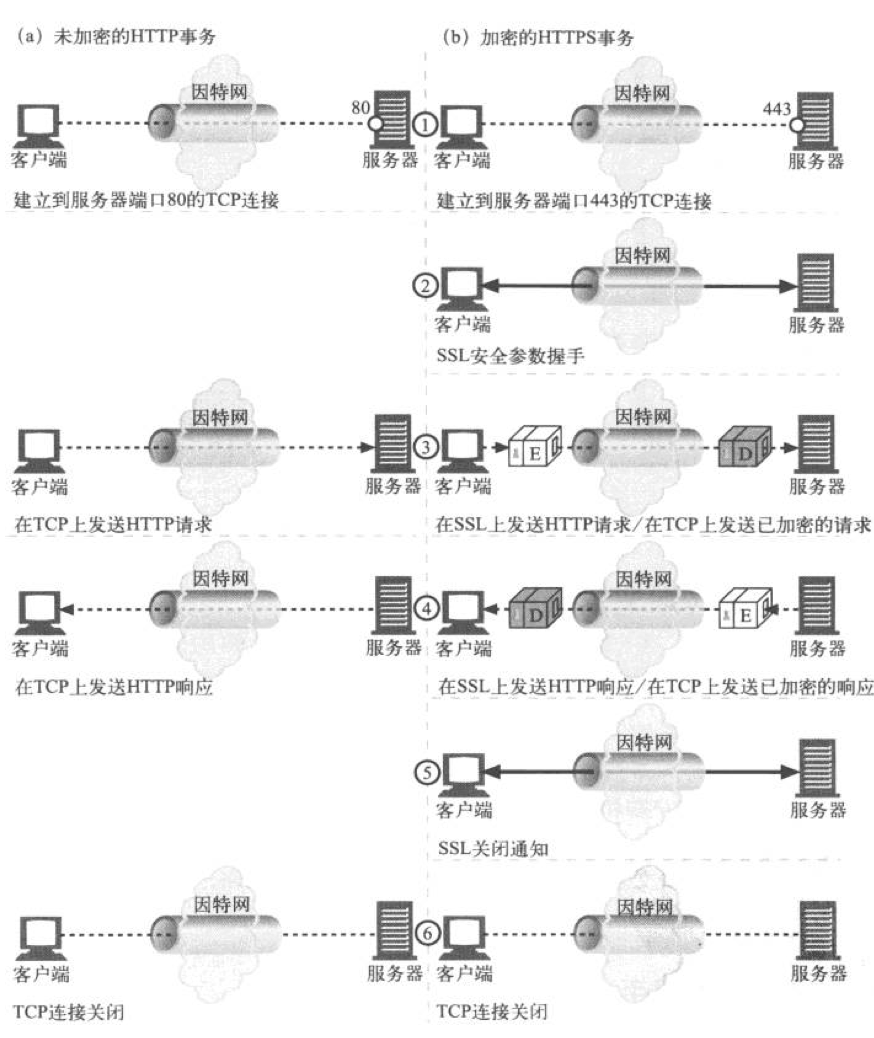 (a) 未加密的HTTP事务
(b) 加密的HTTPS事务
因特网
80
客户端
服务器
建立到服务器端口80的TCP连接
1
因特网
443
客户端
服务器
建立到服务器端口443的TCP连接
2
因特网
客户端
服务器
SSL安全参数握手
因特网
客户端
服务器
在TCP上发送HTTP请求
3
因特网
E
D
客户端
服务器
在SSL上发送HTTP请求/在TCP上发送已加密的请求
因特网
客户端
服务器
在TCP上发送HTTP响应
4
因特网
D
E
客户端
服务器
在SSL上发送HTTP响应/在TCP上发送已加密的响应
5
因特网
客户端
服务器
SSL关闭通知
因特网
客户端
服务器
TCP连接关闭
6
因特网
客户端
服务器
TCP连接关闭